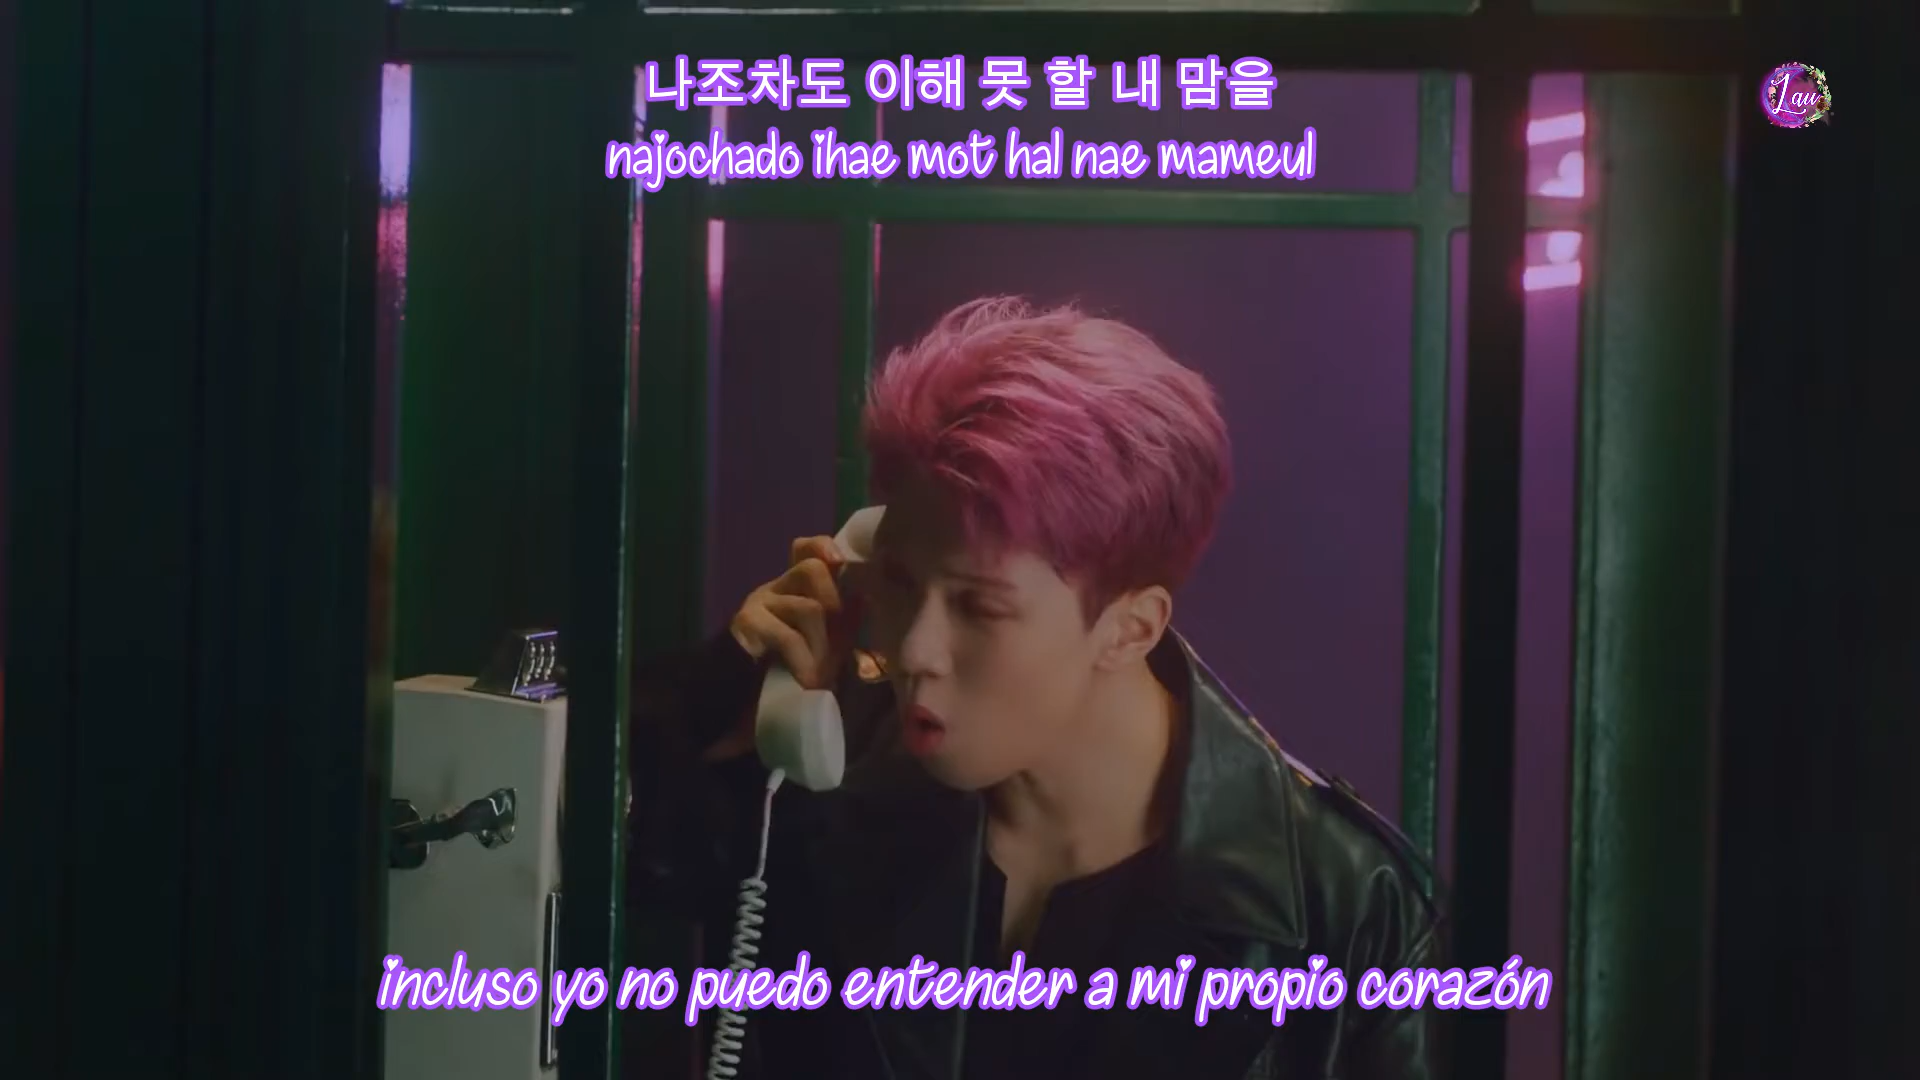 나조차도 이해 못 할 내 맘을
najochado ihae mot hal nae mameul
Lau
incluso yo no puedo entender a mi propio corazón